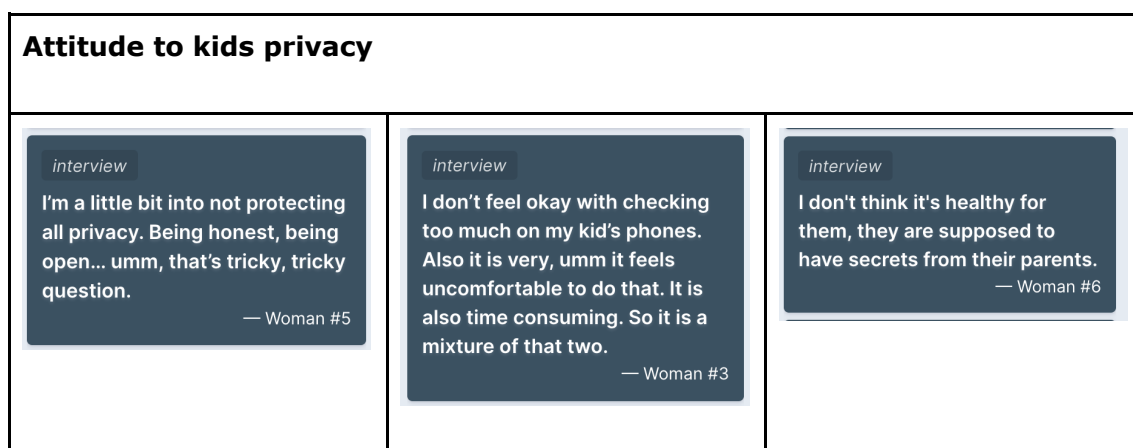 Attitude to kids privacy
interview
I’m a little bit into not protecting
all privacy. Being honest, being
open... umm, that’s tricky, tricky
question.
— Woman #5
interview
I don’t feel okay with checking
too much on my kid’s phones.
Also it is very, umm it feels
uncomfortable to do that. It is
also time consuming. So it is a
mixture of that two.
— Woman #3
interview
I don't think it's healthy for
them, they are supposed to
have secrets from their parents.
— Woman #6